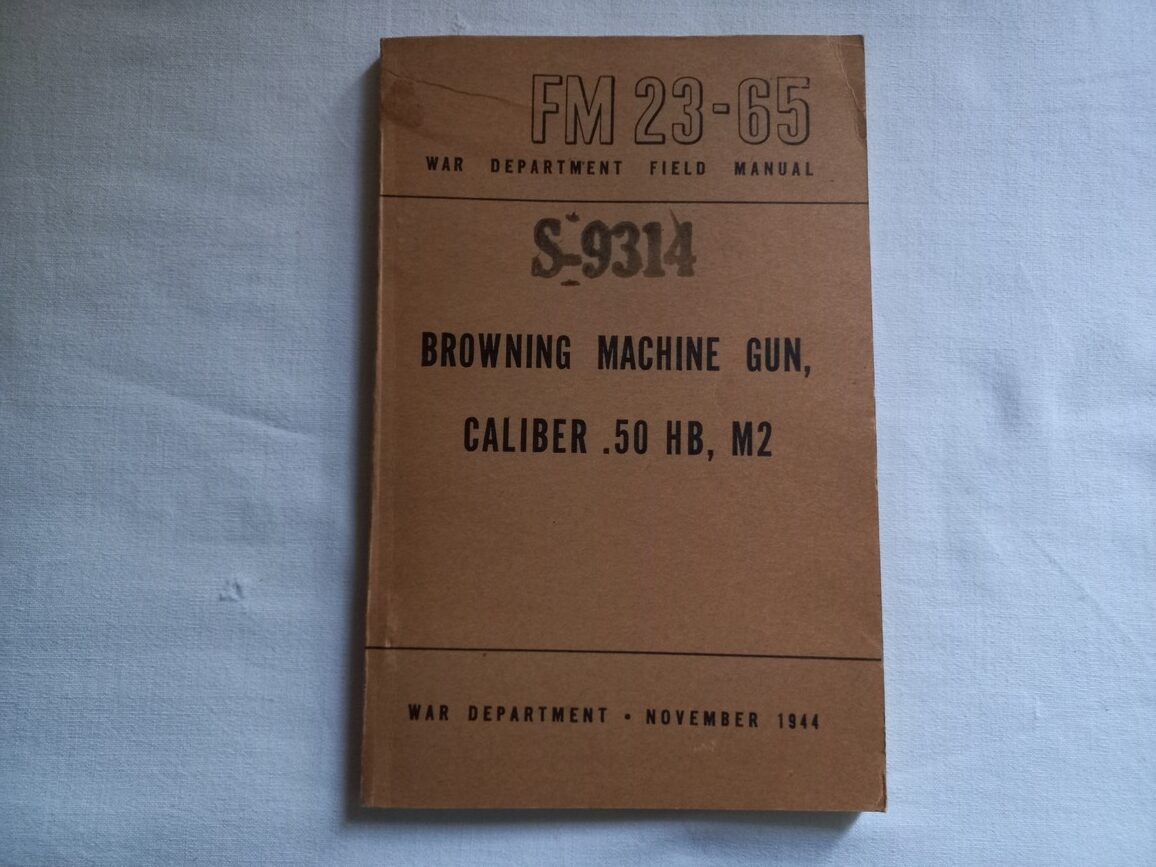 FM 23-65
WAR DEPARTMENT FIELD MANUAL
S-9314
BROWNING MACHINE GUN,
CALIBER .50 HB, M2
WAR DEPARTMENT • NOVEMBER 1944